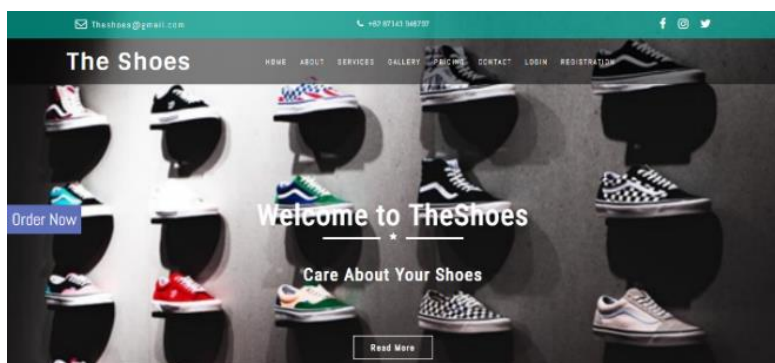 Theshoes@gmail.com
The Shoes
HOME ABOUT SERVICES GALLERY PRICING CONTACT LOGIN REGISTRATION
Order Now
Welcome to TheShoes
Care About Your Shoes
Read More